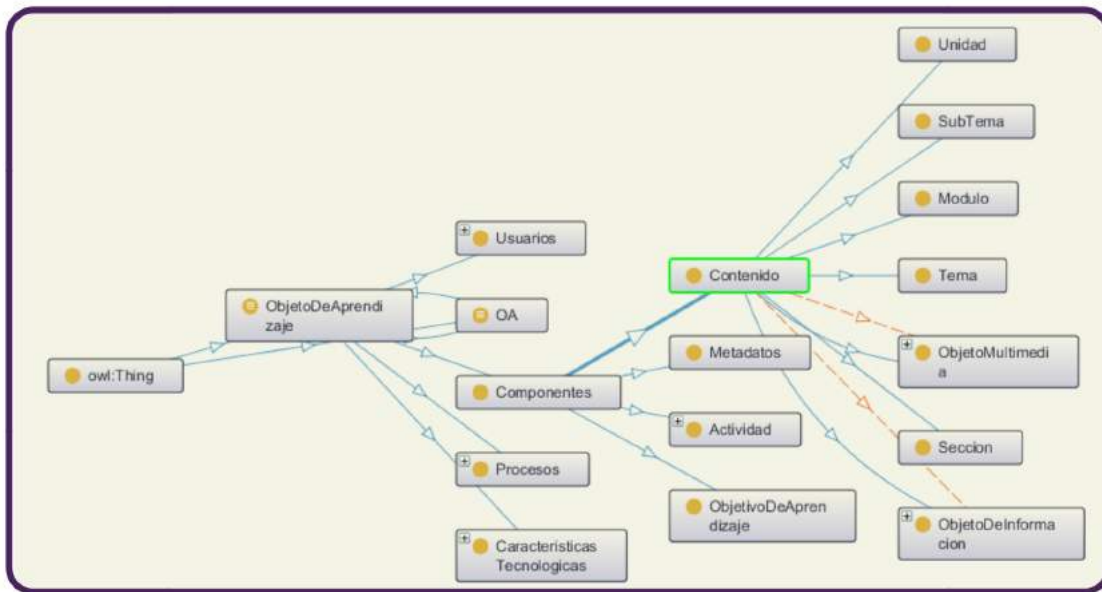 owl:Thing
ObjetoDeAprendi
zaje
Usuarios
OA
Componentes
Procesos
Caracteristicas
Tecnologicas
Contenido
Metadatos
Actividad
ObjetivoDeApren
dizaje
Unidad
SubTema
Modulo
Tema
ObjetoMultimedi
a
Seccion
ObjetoDeInforma
cion